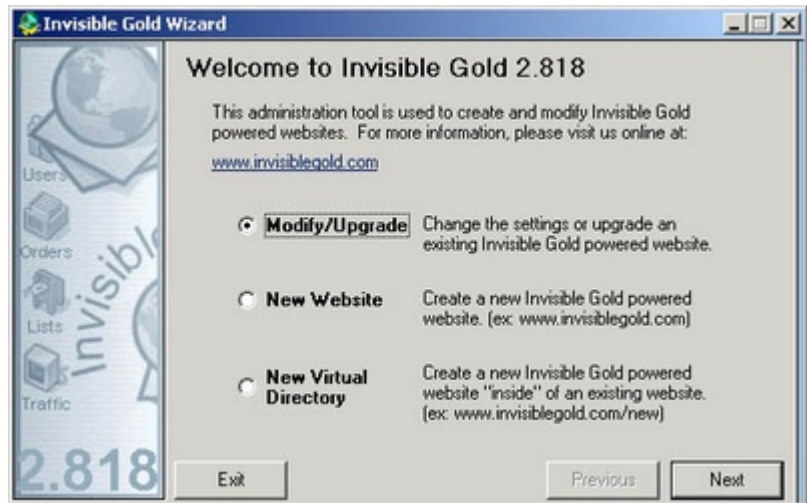 Invisible Gold Wizard
Welcome to Invisible Gold 2.818
This administration tool is used to create and modify Invisible Gold
powered websites. For more information, please visit us online at:
www.invisiblegold.com
Users
Orders
Lists
Traffic
Invisible
2.818
Modify/Upgrade
Change the settings or upgrade an
existing Invisible Gold powered website.
New Website
Create a new Invisible Gold powered
website. (ex: www.invisiblegold.com)
New Virtual
Directory
Create a new Invisible Gold powered
website "inside" of an existing website.
(ex: www.invisiblegold.com/new)
Exit
Previous
Next